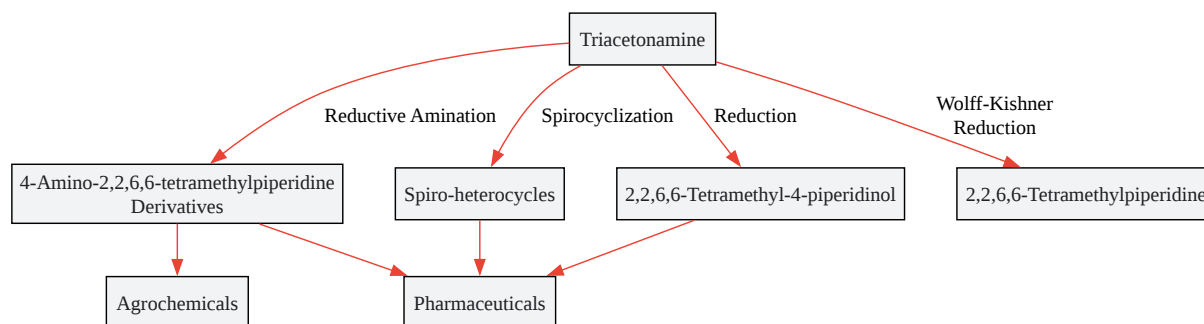 Triacetonamine
Reductive Amination
Spirocyclization
Reduction
Wolff-Kishner
Reduction
4-Amino-2,2,6,6-tetramethylpiperidine
Derivatives
Spiro-heterocycles
2,2,6,6-Tetramethyl-4-piperidinol
2,2,6,6-Tetramethylpiperidine
Agrochemicals
Pharmaceuticals